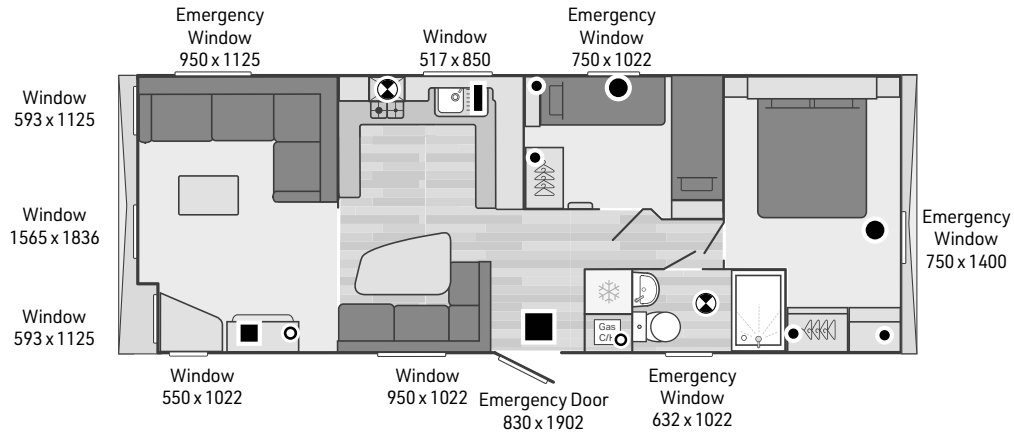 Emergency
Window
950 x 1125
Window
517 x 850
Emergency
Window
750 x 1022
Window
593 x 1125
Window
1565 x 1836
Emergency
Window
750 x 1400
Window
593 x 1125
Gas
C/H
Window
550 x 1022
Window
950 x 1022
Emergency Door
830 x 1902
Emergency
Window
632 x 1022